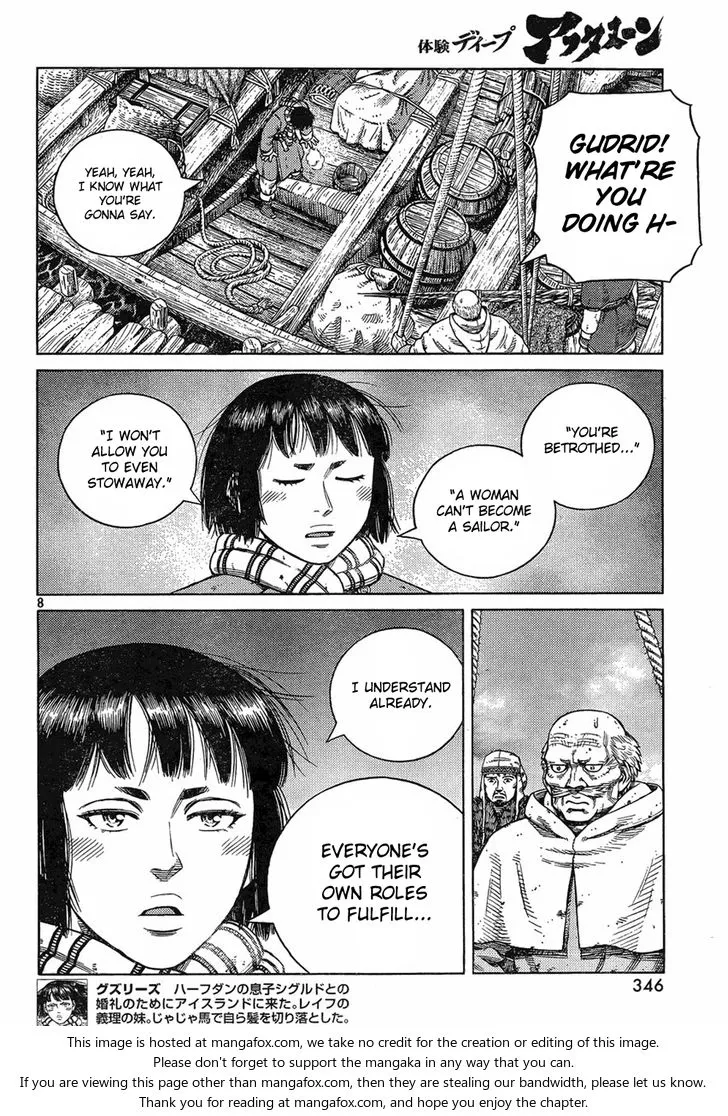 体験ディープ アフタヌーン
GUDRID!
WHAT'RE
YOU
DOING H-
YEAH, YEAH,
I KNOW WHAT
YOU'RE
GONNA SAY.
"YOU'RE
BETROTHED..."
"A WOMAN
CAN'T BECOME
A SAILOR."
"I WON'T
ALLOW YOU
TO EVEN
STOWAWAY."
8
I UNDERSTAND
ALREADY.
EVERYONE'S
GOT THEIR
OWN ROLES
TO FULFILL...
346
グズリーズ ハーフダンの息子シグルドとの
婚礼のためにアイスランドに来た。レイフの
義理の妹。じゃじゃ馬で自ら髪を切り落とした。
This image is hosted at mangafox.com, we take no credit for the creation or editing of this image.
Please don't forget to support the mangaka in any way that you can.
If you are viewing this page other than mangafox.com, then they are stealing our bandwidth, please let us know.
Thank you for reading at mangafox.com, and hope you enjoy the chapter.